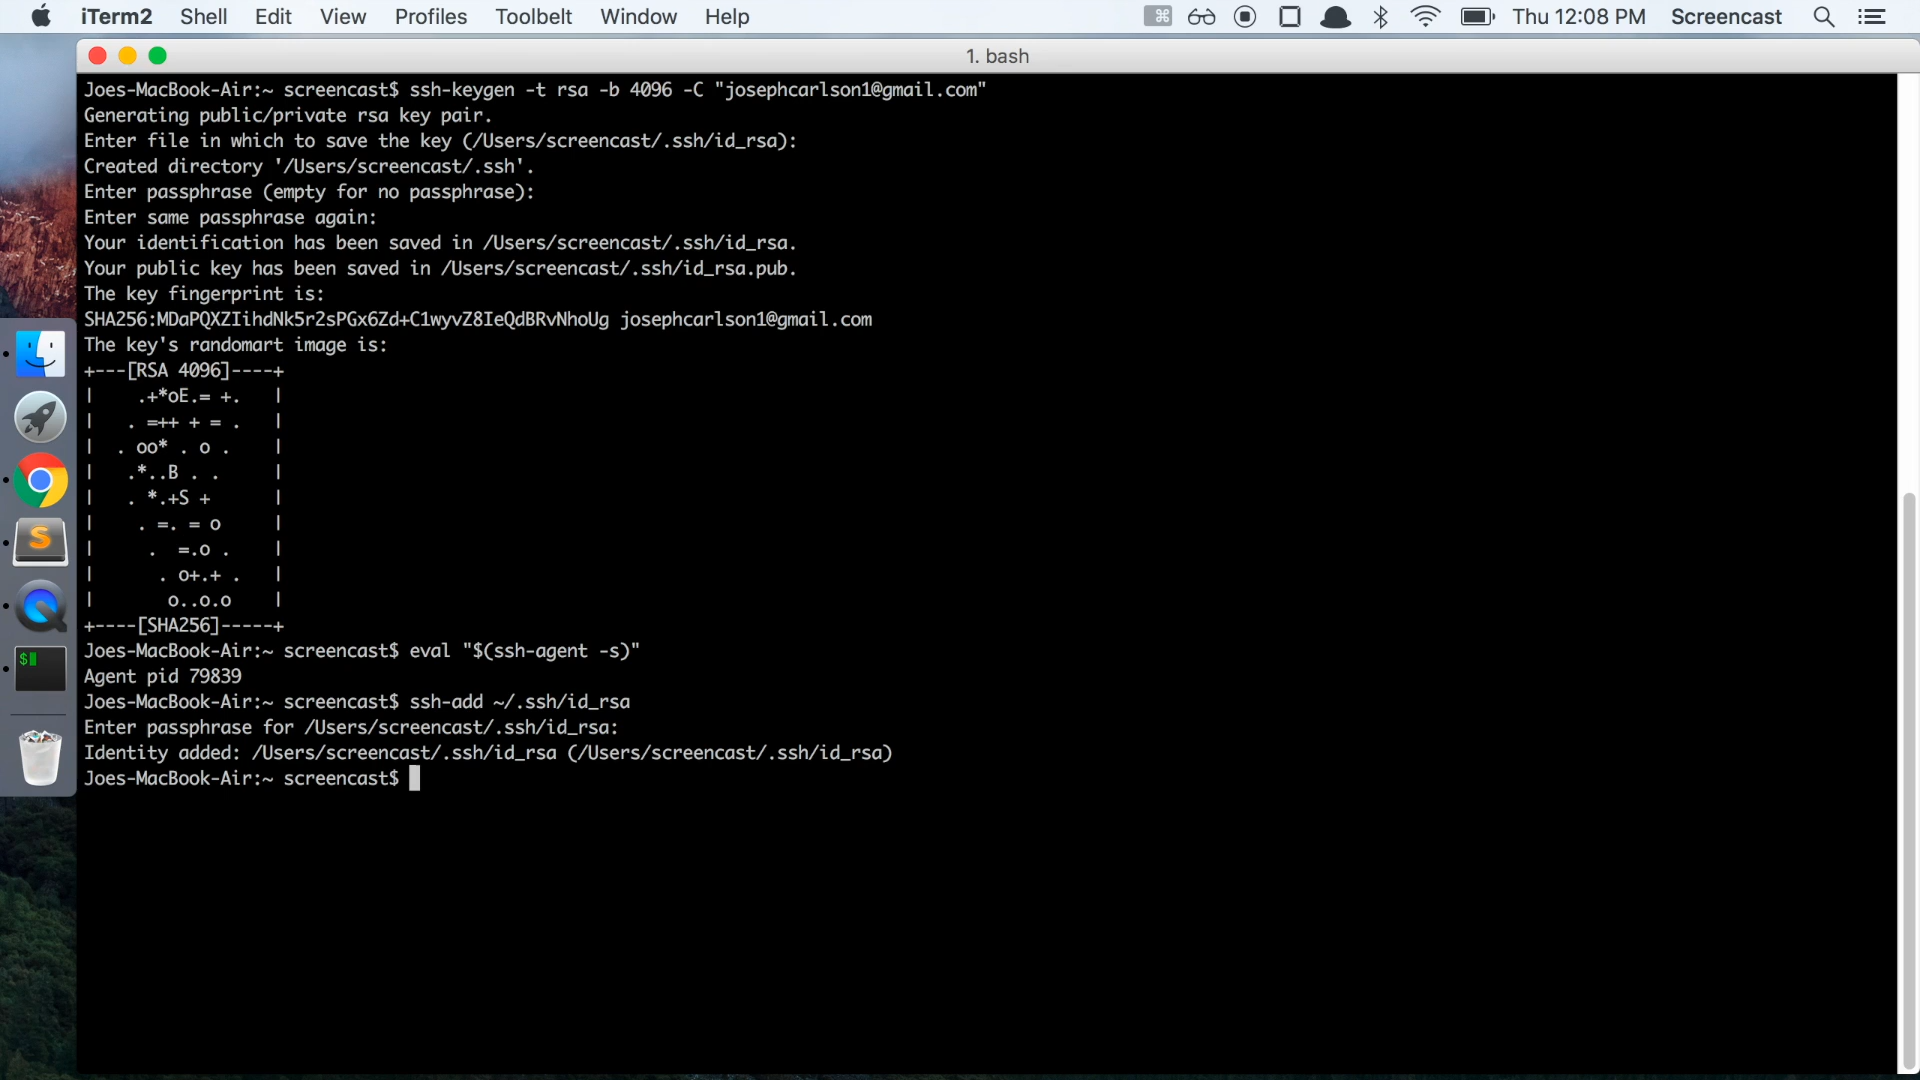 iTerm2 Shell Edit View Profiles Toolbelt Window Help Thu 12:08 PM Screencast
1. bash
Joes-MacBook-Air:~ screencast$ ssh-keygen -t rsa -b 4096 -C "josephcarlson1@gmail.com"
Generating public/private rsa key pair.
Enter file in which to save the key (/Users/screencast/.ssh/id_rsa):
Created directory '/Users/screencast/.ssh'.
Enter passphrase (empty for no passphrase):
Enter same passphrase again:
Your identification has been saved in /Users/screencast/.ssh/id_rsa.
Your public key has been saved in /Users/screencast/.ssh/id_rsa.pub.
The key fingerprint is:
SHA256:MDaPQXZIihdNk5r2sPGx6Zd+C1wyvZ8IeQdBRvNhoUg josephcarlson1@gmail.com
The key's randomart image is:
+---[RSA 4096]----+
|    .+*oE.= +.   |
|   . =++ + = .   |
|  . oo* . o .    |
|   .*..B . .     |
|   . *.+S +      |
|    . =. = o     |
|     .  =.o .    |
|      . o+.+ .   |
|       o..o.o    |
+----[SHA256]-----+
Joes-MacBook-Air:~ screencast$ eval "$(ssh-agent -s)"
Agent pid 79839
Joes-MacBook-Air:~ screencast$ ssh-add ~/.ssh/id_rsa
Enter passphrase for /Users/screencast/.ssh/id_rsa:
Identity added: /Users/screencast/.ssh/id_rsa (/Users/screencast/.ssh/id_rsa)
Joes-MacBook-Air:~ screencast$